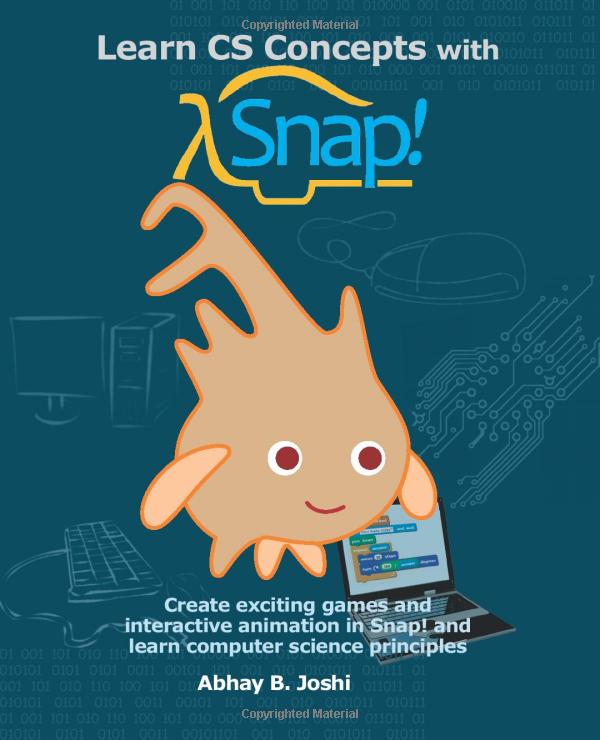 Copyrighted Material
Learn CS Concepts with
λSnap!
Create exciting games and
interactive animation in Snap! and
learn computer science principles
Abhay B. Joshi
Copyrighted Material